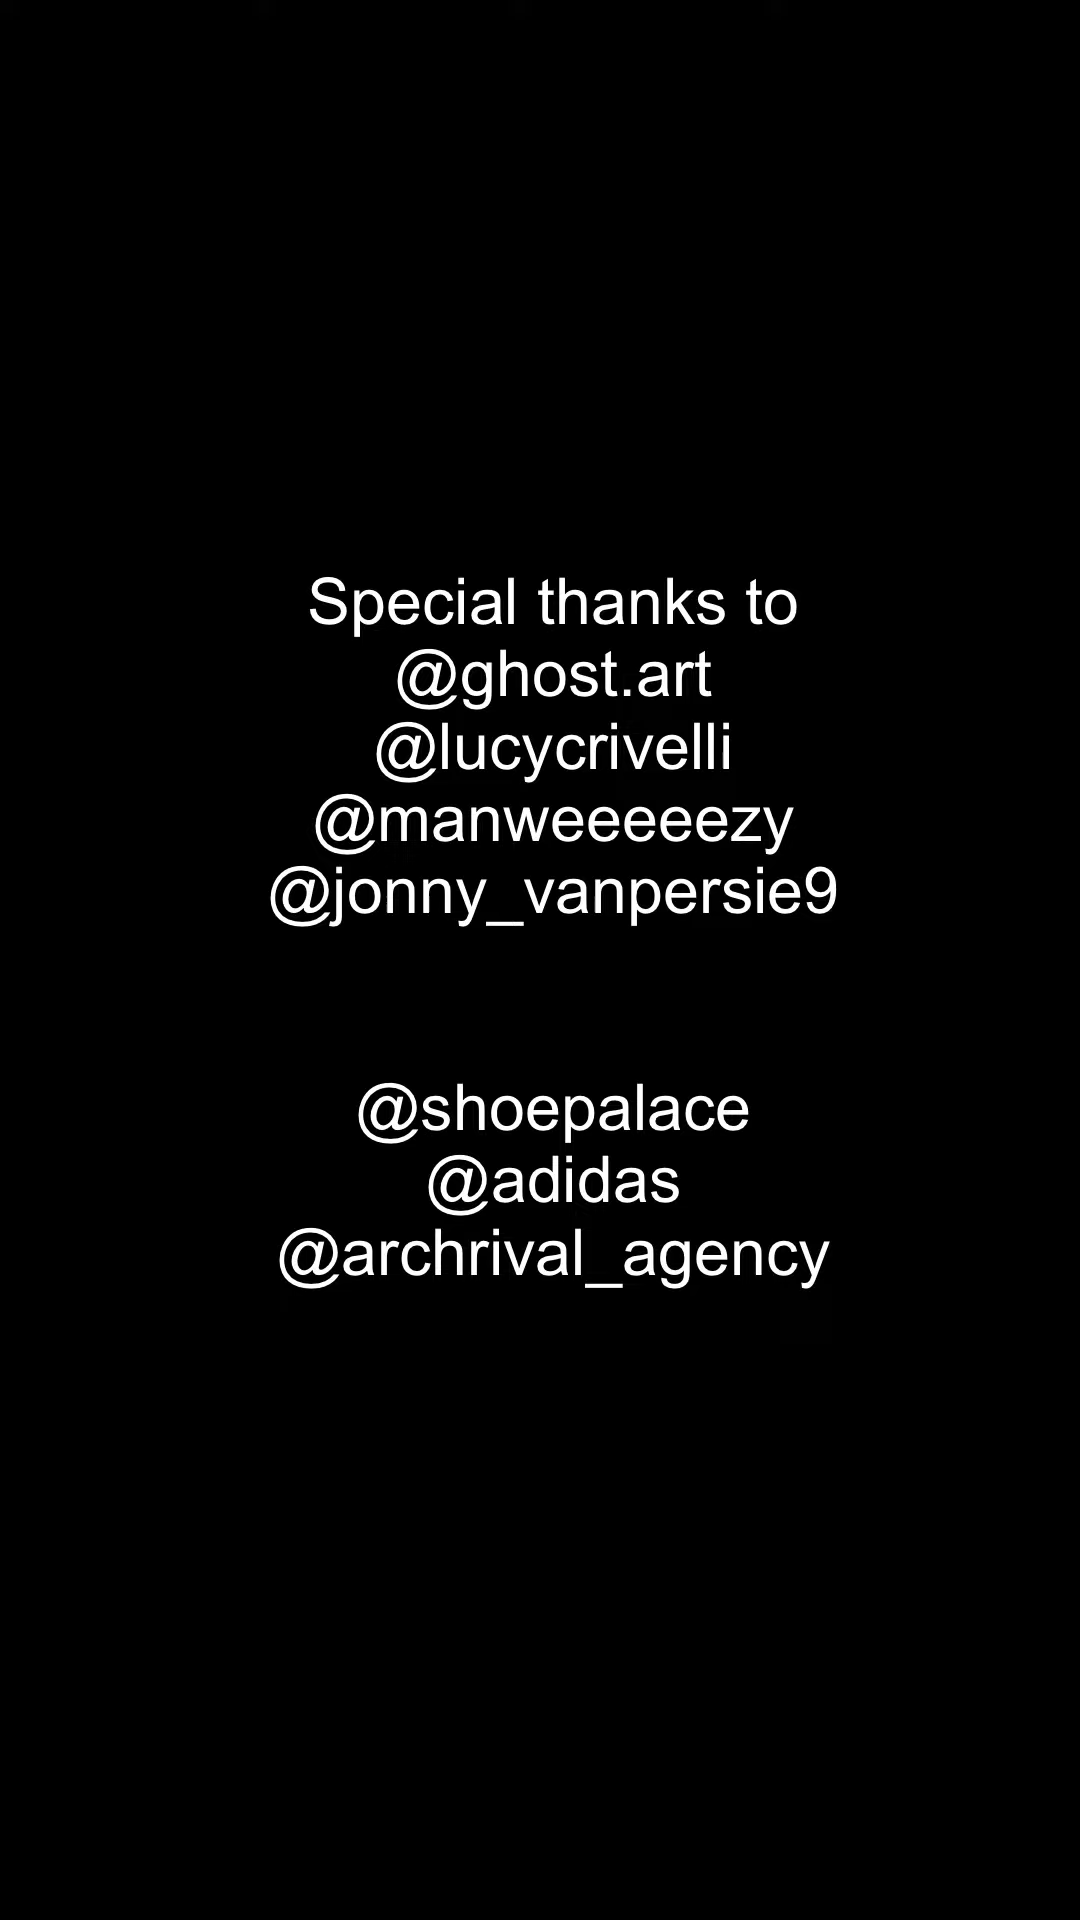 Special thanks to
@ghost.art
@lucycrivelli
@manweeeeezy
@jonny_vanpersie9
@shoepalace
@adidas
@archrival_agency